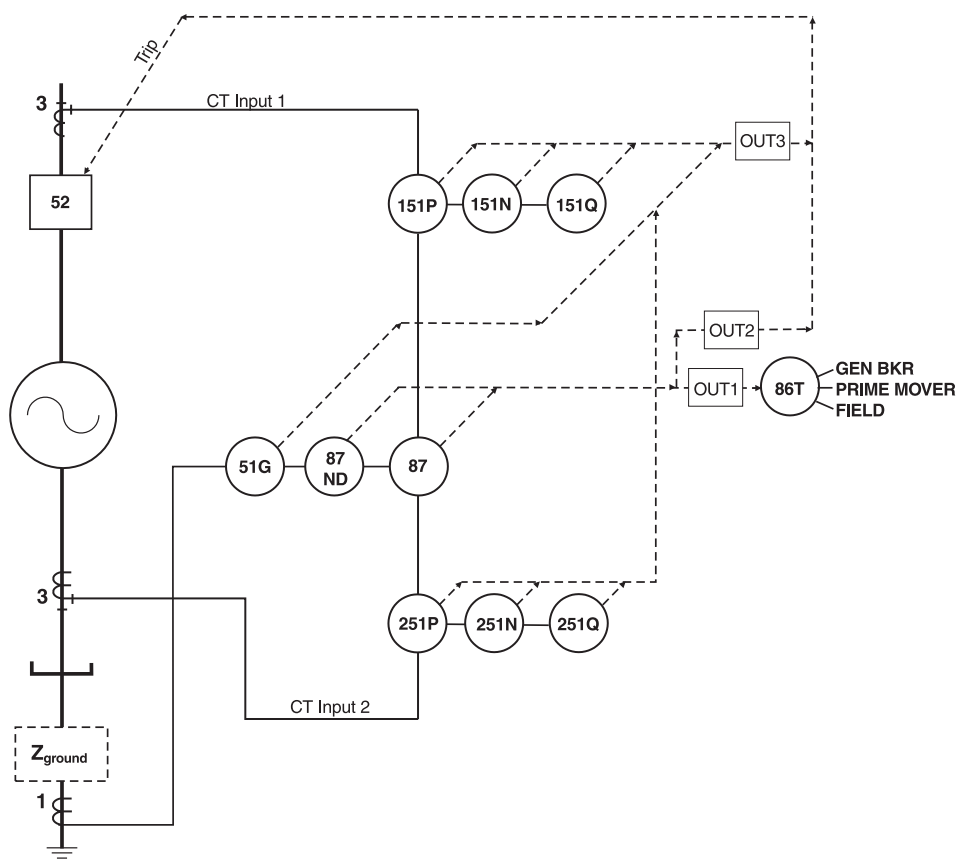 Trip
3
CT Input 1
OUT3
52
151P
151N
151Q
OUT2
OUT1
86T
GEN BKR
PRIME MOVER
FIELD
51G
87
ND
87
3
251P
251N
251Q
CT Input 2
Zground
1